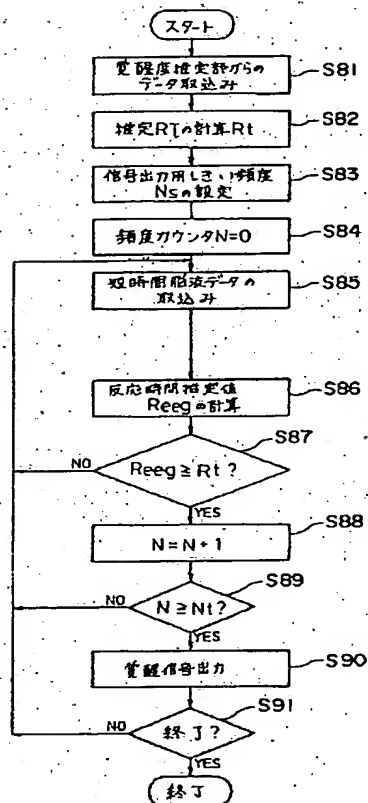 スタート
覚醒度推定部からの
データ取込み
S81
推定RTの計算Rt
S82
信号出力用しきい頻度
Nsの設定
S83
頻度カウンタN=0
S84
短時間脳波データの
取込み
S85
反応時間推定値
Reegの計算
S86
S87
NO
Reeg≧Rt?
YES
N=N+1
S88
S89
NO
N≧Nt?
YES
覚醒信号出力
S90
S91
NO
終了?
YES
終了